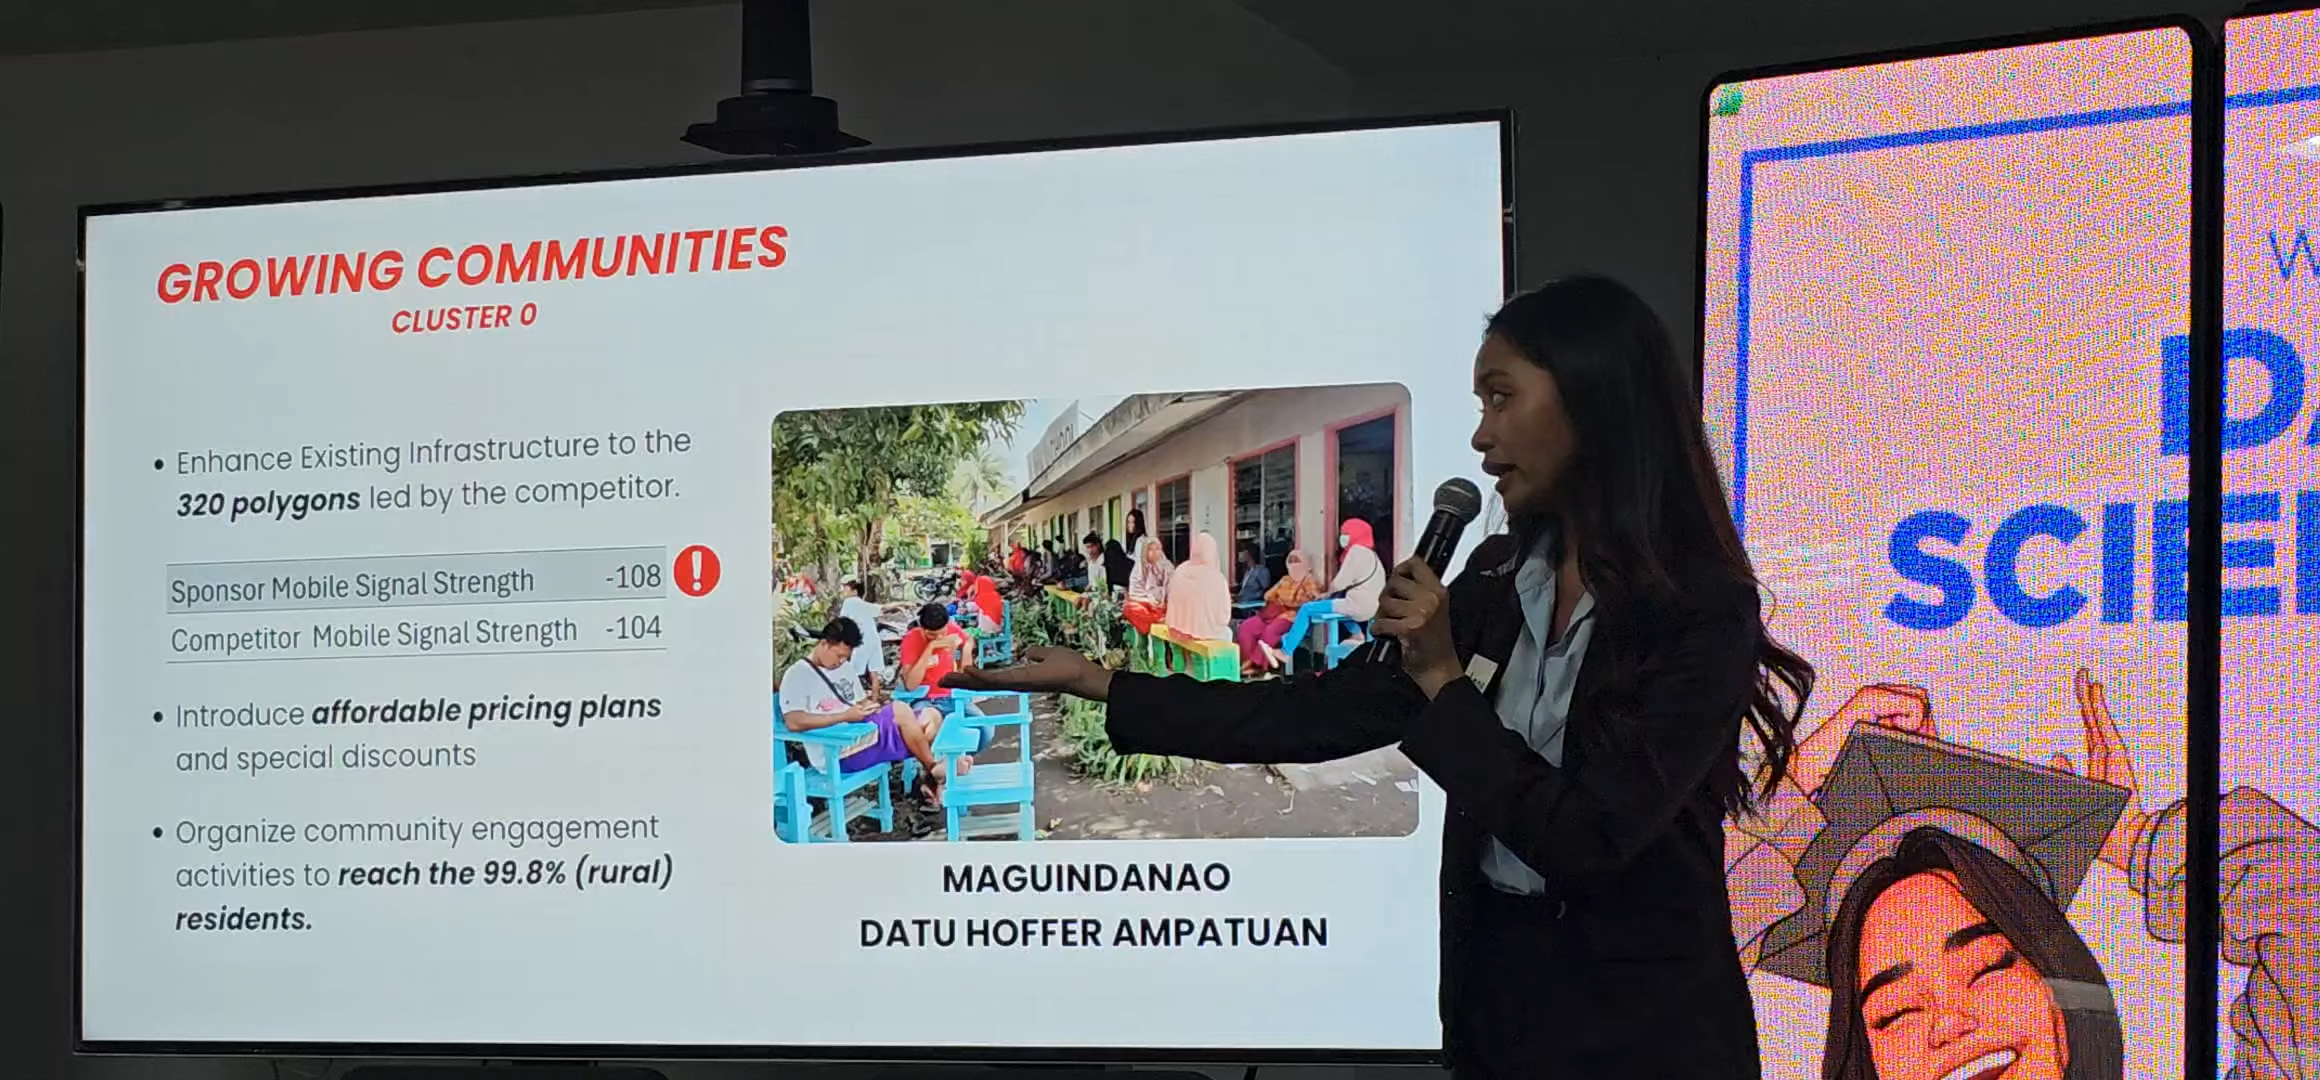 GROWING COMMUNITIES
CLUSTER 0
• Enhance Existing Infrastructure to the
320 polygons led by the competitor.
Sponsor Mobile Signal Strength -108
Competitor Mobile Signal Strength -104
• Introduce affordable pricing plans
and special discounts
• Organize community engagement
activities to reach the 99.8% (rural)
residents.
MAGUINDANAO
DATU HOFFER AMPATUAN